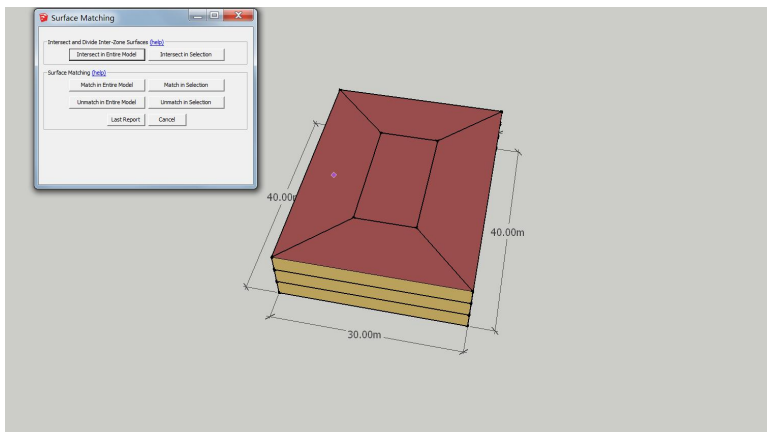 Surface Matching
Intersect and Divide Inter-Zone Surfaces (help)
Intersect in Entire Model Intersect in Selection
Surface Matching (help)
Match in Entire Model Match in Selection
Unmatch in Entire Model Unmatch in Selection
Last Report Cancel
40.00m
40.00m
30.00m